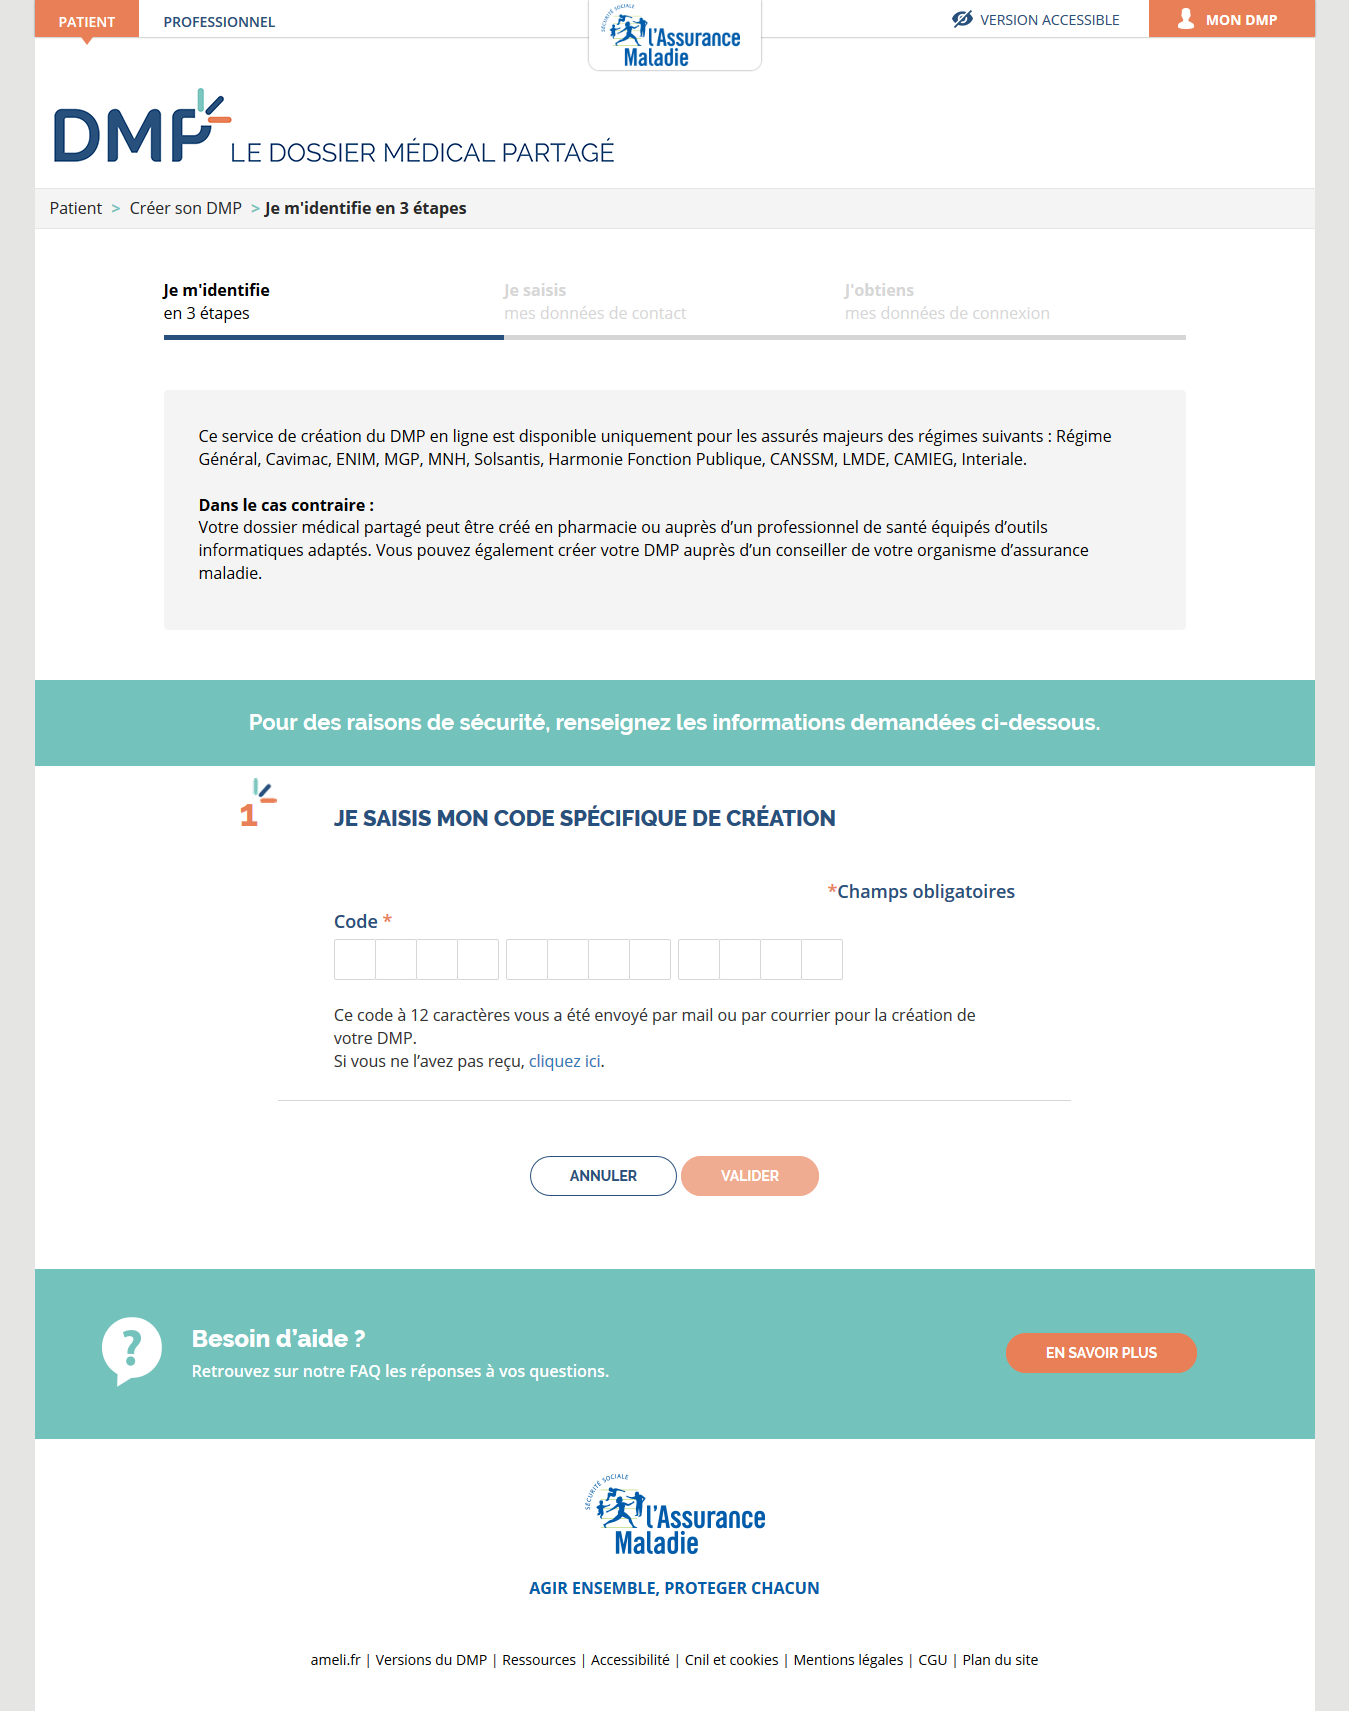 PATIENT
PROFESSIONNEL
SÉCURITÉ SOCIALE
l'Assurance
Maladie
VERSION ACCESSIBLE
MON DMP
DMP LE DOSSIER MÉDICAL PARTAGÉ
Patient > Créer son DMP > Je m'identifie en 3 étapes
Je m'identifie
en 3 étapes
Je saisis
mes données de contact
J'obtiens
mes données de connexion
Ce service de création du DMP en ligne est disponible uniquement pour les assurés majeurs des régimes suivants : Régime
Général, Cavimac, ENIM, MGP, MNH, Solsantis, Harmonie Fonction Publique, CANSSM, LMDE, CAMIEG, Interiale.
Dans le cas contraire :
Votre dossier médical partagé peut être créé en pharmacie ou auprès d’un professionnel de santé équipés d’outils
informatiques adaptés. Vous pouvez également créer votre DMP auprès d’un conseiller de votre organisme d’assurance
maladie.
Pour des raisons de sécurité, renseignez les informations demandées ci-dessous.
1
JE SAISIS MON CODE SPÉCIFIQUE DE CRÉATION
*Champs obligatoires
Code *
Ce code à 12 caractères vous a été envoyé par mail ou par courrier pour la création de
votre DMP.
Si vous ne l’avez pas reçu, cliquez ici.
ANNULER
VALIDER
?
Besoin d’aide ?
Retrouvez sur notre FAQ les réponses à vos questions.
EN SAVOIR PLUS
SÉCURITÉ SOCIALE
l'Assurance
Maladie
AGIR ENSEMBLE, PROTEGER CHACUN
ameli.fr | Versions du DMP | Ressources | Accessibilité | Cnil et cookies | Mentions légales | CGU | Plan du site